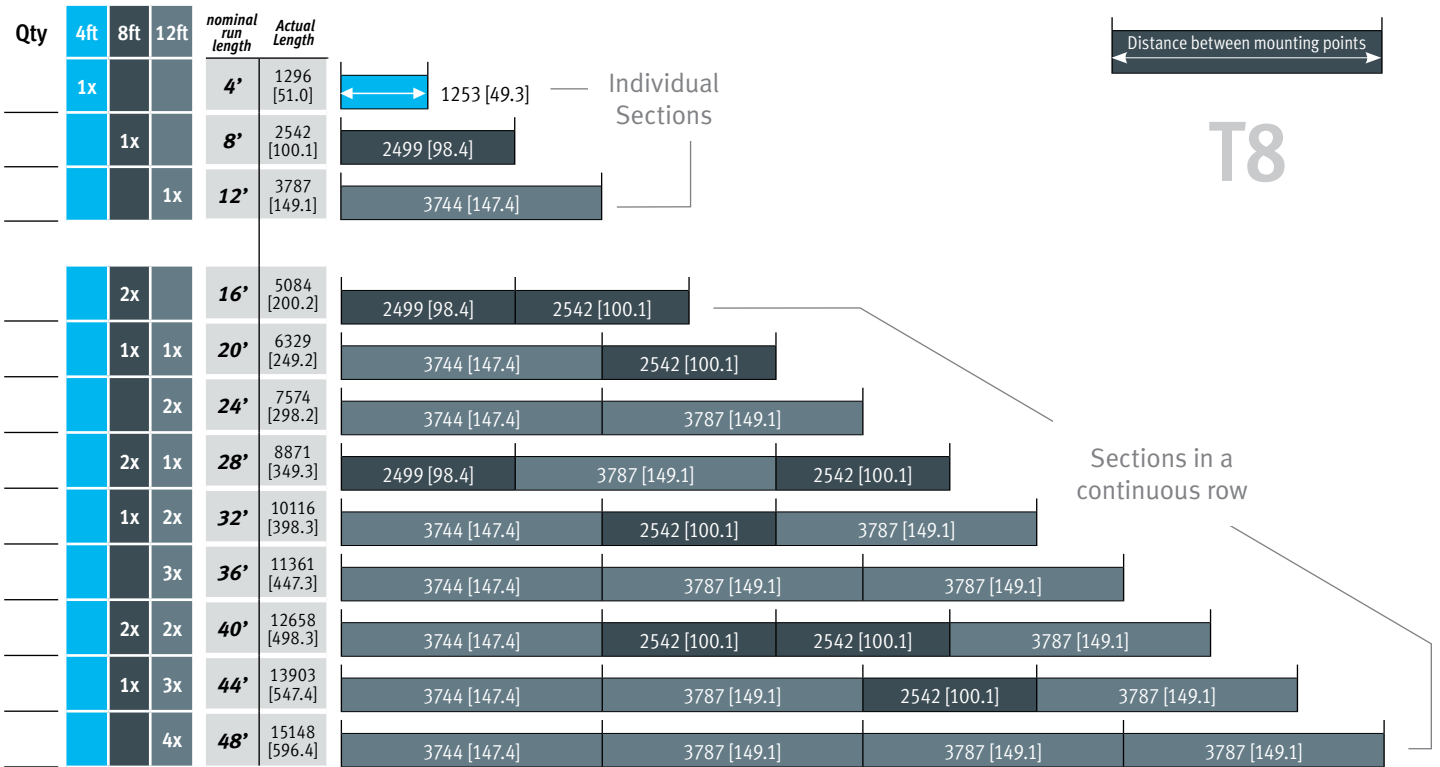 Qty 4ft 8ft 12ft nominal run length Actual Length
Distance between mounting points
T8
1x 4’ 1296 [51.0] 1253 [49.3]
Individual
Sections
1x 8’ 2542 [100.1] 2499 [98.4]
1x 12’ 3787 [149.1] 3744 [147.4]
2x 16’ 5084 [200.2] 2499 [98.4] 2542 [100.1]
1x 1x 20’ 6329 [249.2] 3744 [147.4] 2542 [100.1]
2x 24’ 7574 [298.2] 3744 [147.4] 3787 [149.1]
2x 1x 28’ 8871 [349.3] 2499 [98.4] 3787 [149.1] 2542 [100.1]
Sections in a
continuous row
1x 2x 32’ 10116 [398.3] 3744 [147.4] 2542 [100.1] 3787 [149.1]
3x 36’ 11361 [447.3] 3744 [147.4] 3787 [149.1] 3787 [149.1]
2x 2x 40’ 12658 [498.3] 3744 [147.4] 2542 [100.1] 2542 [100.1] 3787 [149.1]
1x 3x 44’ 13903 [547.4] 3744 [147.4] 3787 [149.1] 2542 [100.1] 3787 [149.1]
4x 48’ 15148 [596.4] 3744 [147.4] 3787 [149.1] 3787 [149.1] 3787 [149.1]